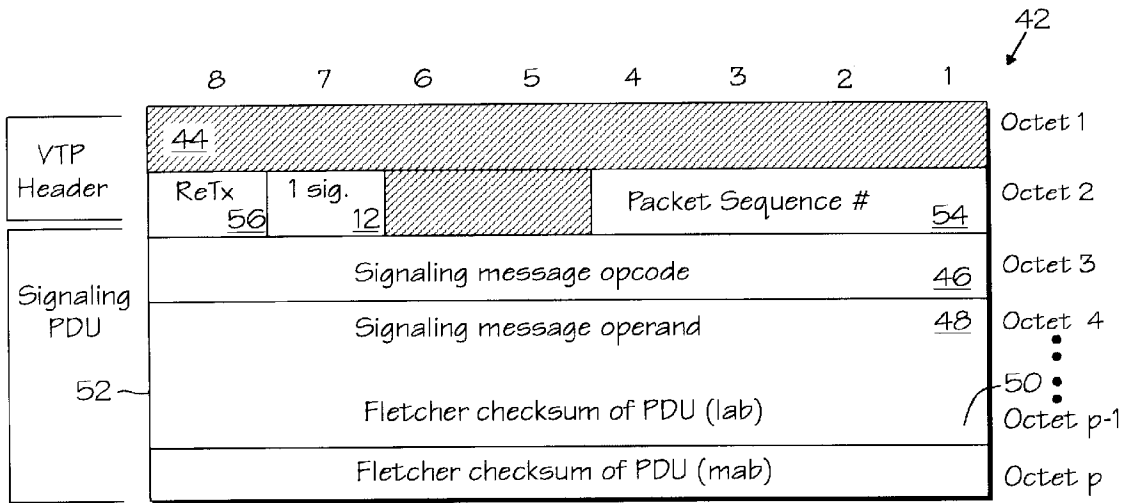 42
8 7 6 5 4 3 2 1
VTP
Header
44
Octet 1
ReTx
56
1 sig.
12
Packet Sequence #
54
Octet 2
Signaling
PDU
Signaling message opcode
46
Octet 3
Signaling message operand
48
Octet 4
52
50
Fletcher checksum of PDU (lab)
Octet p-1
Fletcher checksum of PDU (mab)
Octet p